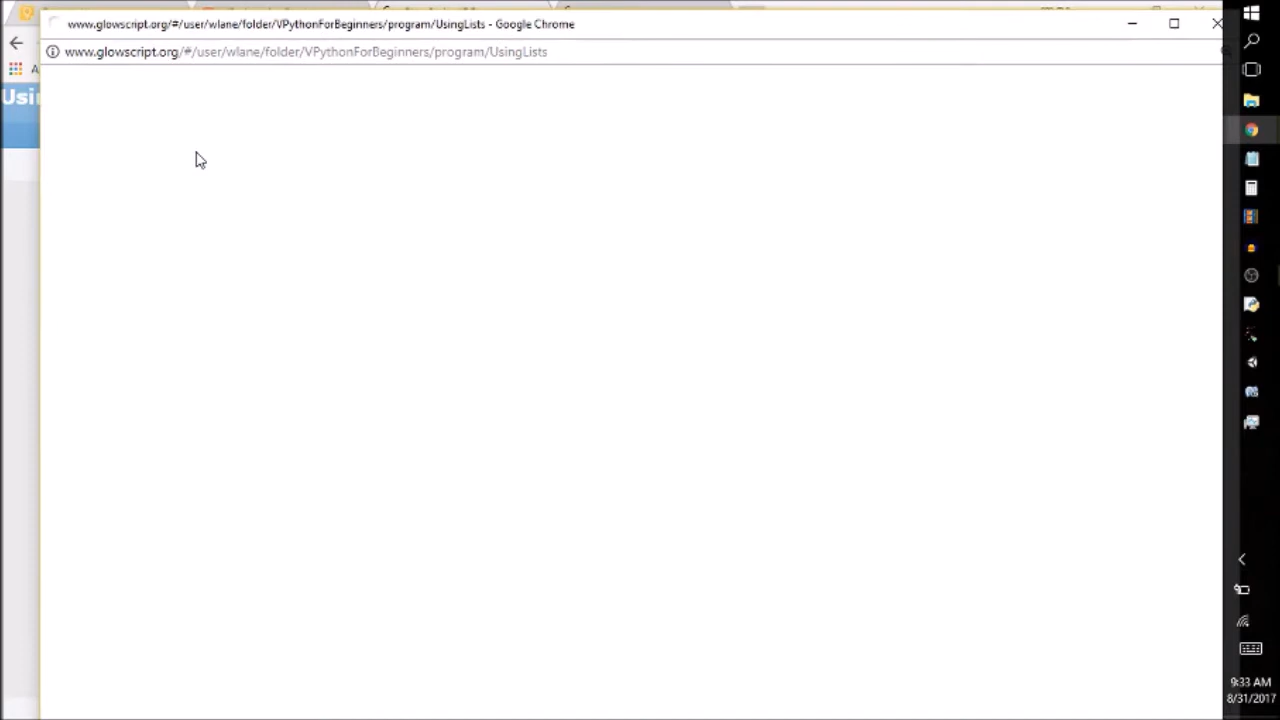 www.glowscript.org/#/user/wlane/folder/VPythonForBeginners/program/UsingLists - Google Chrome
www.glowscript.org/#/user/wlane/folder/VPythonForBeginners/program/UsingLists
A
Usi
9:33 AM
8/31/2017